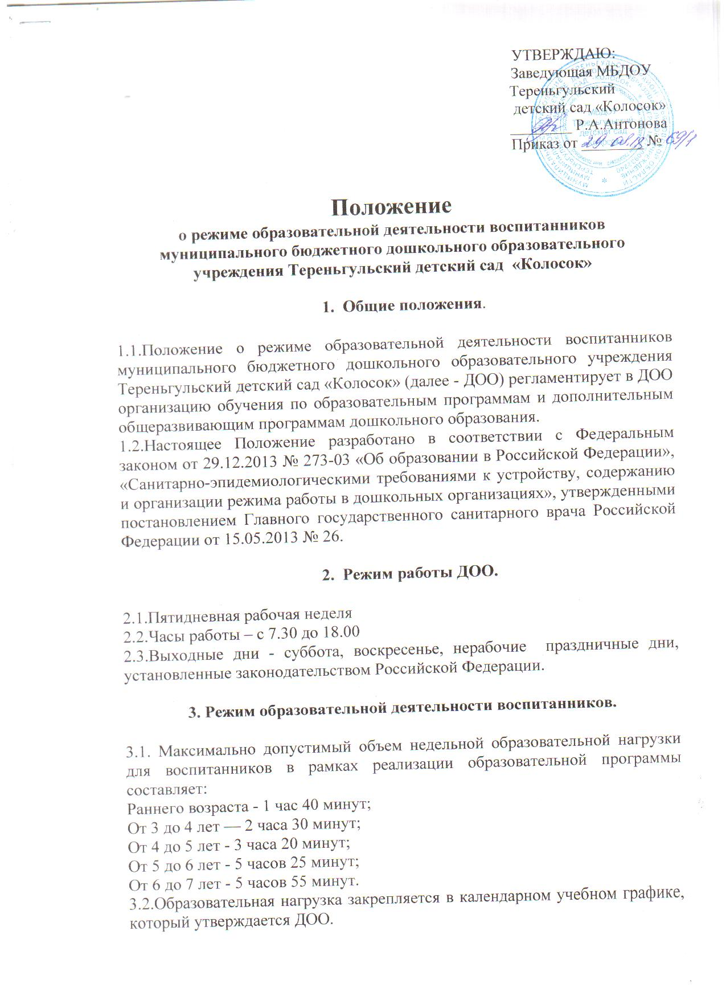 УТВЕРЖДАЮ:
Заведующая МБДОУ
Тереньгульский
детский сад «Колосок»
________ Р.А.Антонова
Приказ от ________ № 69/1
Положение
о режиме образовательной деятельности воспитанников
муниципального бюджетного дошкольного образовательного
учреждения Тереньгульский детский сад «Колосок»
1. Общие положения.
1.1.Положение о режиме образовательной деятельности воспитанников
муниципального бюджетного дошкольного образовательного учреждения
Тереньгульский детский сад «Колосок» (далее - ДОО) регламентирует в ДОО
организацию обучения по образовательным программам и дополнительным
общеразвивающим программам дошкольного образования.
1.2.Настоящее Положение разработано в соответствии с Федеральным
законом от 29.12.2013 № 273-03 «Об образовании в Российской Федерации»,
«Санитарно-эпидемиологическими требованиями к устройству, содержанию
и организации режима работы в дошкольных организациях», утвержденными
постановлением Главного государственного санитарного врача Российской
Федерации от 15.05.2013 № 26.
2. Режим работы ДОО.
2.1.Пятидневная рабочая неделя
2.2.Часы работы – с 7.30 до 18.00
2.3.Выходные дни - суббота, воскресенье, нерабочие праздничные дни,
установленные законодательством Российской Федерации.
3. Режим образовательной деятельности воспитанников.
3.1. Максимально допустимый объем недельной образовательной нагрузки
для воспитанников в рамках реализации образовательной программы
составляет:
Раннего возраста - 1 час 40 минут;
От 3 до 4 лет — 2 часа 30 минут;
От 4 до 5 лет - 3 часа 20 минут;
От 5 до 6 лет - 5 часов 25 минут;
От 6 до 7 лет - 5 часов 55 минут.
3.2.Образовательная нагрузка закрепляется в календарном учебном графике,
который утверждается ДОО.